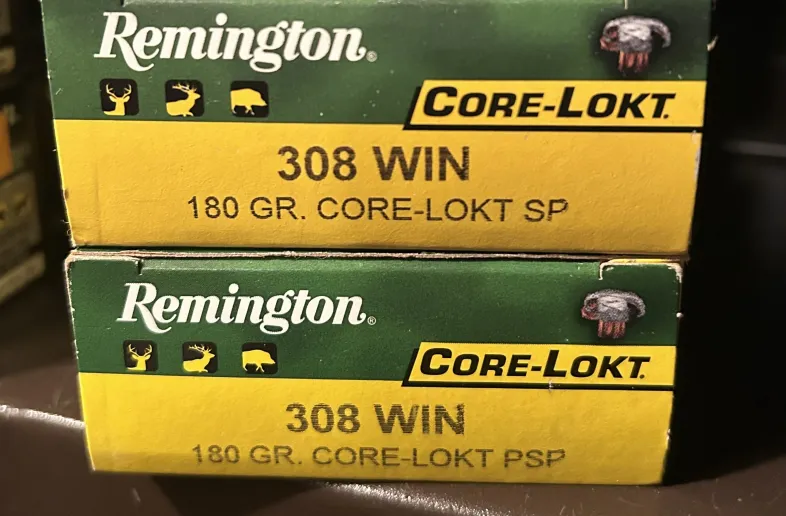 Remington®
CORE-LOKT.
308 WIN
180 GR. CORE-LOKT SP
Remington®
CORE-LOKT.
308 WIN
180 GR. CORE-LOKT PSP